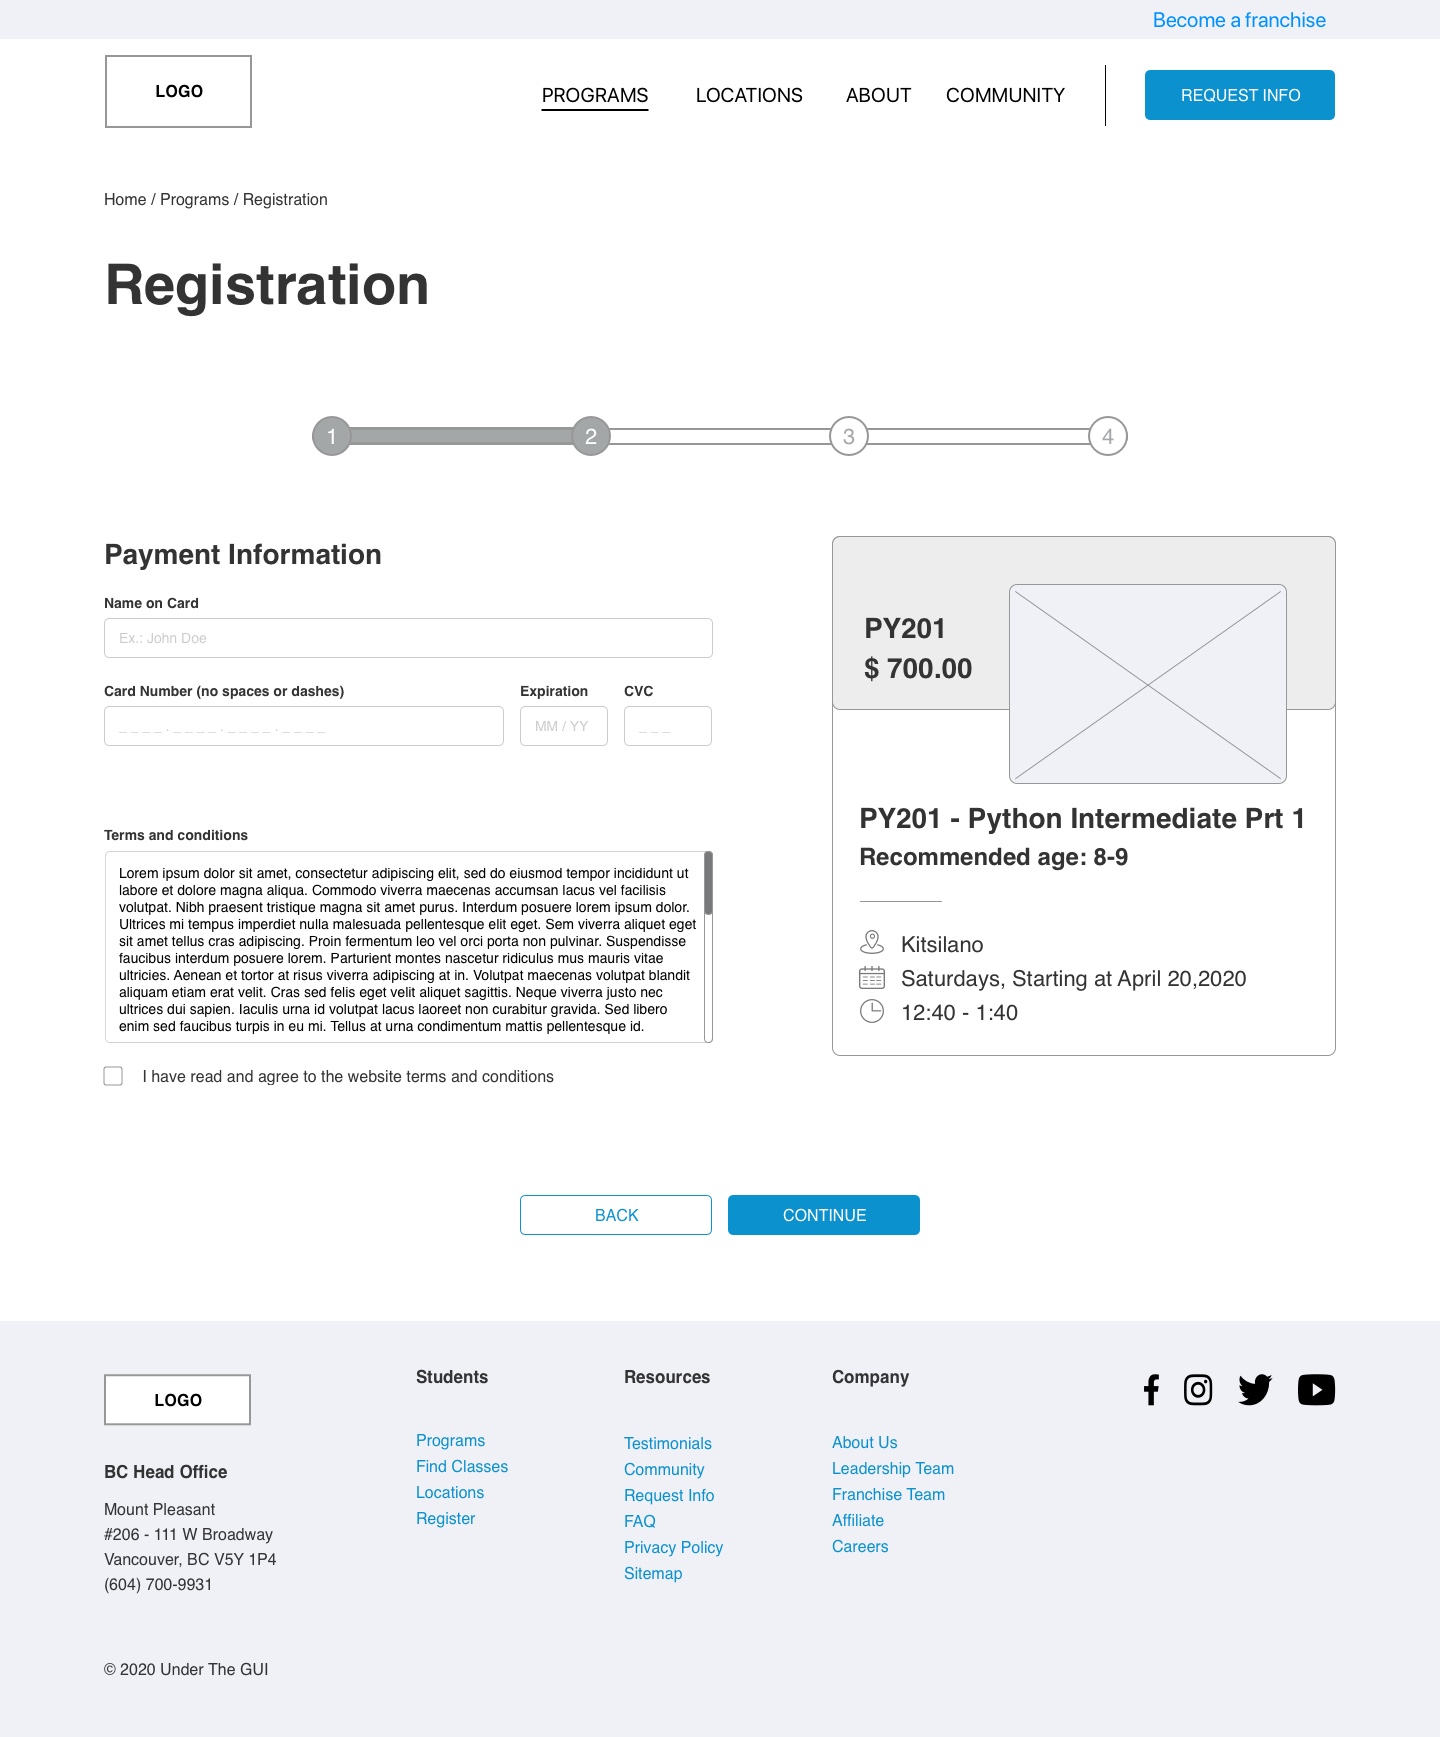 Become a franchise
LOGO
PROGRAMS
LOCATIONS
ABOUT
COMMUNITY
REQUEST INFO
Home / Programs / Registration
Registration
1
2
3
4
Payment Information
Name on Card
Ex.: John Doe
Card Number (no spaces or dashes)
Expiration
CVC
_ _ _ _ . _ _ _ _ . _ _ _ _ . _ _ _ _
MM / YY
_ _ _
Terms and conditions
Lorem ipsum dolor sit amet, consectetur adipiscing elit, sed do eiusmod tempor incididunt ut
labore et dolore magna aliqua. Commodo viverra maecenas accumsan lacus vel facilisis
volutpat. Nibh praesent tristique magna sit amet purus. Interdum posuere lorem ipsum dolor.
Ultrices mi tempus imperdiet nulla malesuada pellentesque elit eget. Sem viverra aliquet eget
sit amet tellus cras adipiscing. Proin fermentum leo vel orci porta non pulvinar. Suspendisse
faucibus interdum posuere lorem. Parturient montes nascetur ridiculus mus mauris vitae
ultricies. Aenean et tortor at risus viverra adipiscing at in. Volutpat maecenas volutpat blandit
aliquam etiam erat velit. Cras sed felis eget velit aliquet sagittis. Neque viverra justo nec
ultrices dui sapien. Iaculis urna id volutpat lacus laoreet non curabitur gravida. Sed libero
enim sed faucibus turpis in eu mi. Tellus at urna condimentum mattis pellentesque id.
I have read and agree to the website terms and conditions
PY201
$ 700.00
PY201 - Python Intermediate Prt 1
Recommended age: 8-9
Kitsilano
Saturdays, Starting at April 20,2020
12:40 - 1:40
BACK
CONTINUE
LOGO
BC Head Office
Mount Pleasant
#206 - 111 W Broadway
Vancouver, BC V5Y 1P4
(604) 700-9931
© 2020 Under The GUI
Students
Programs
Find Classes
Locations
Register
Resources
Testimonials
Community
Request Info
FAQ
Privacy Policy
Sitemap
Company
About Us
Leadership Team
Franchise Team
Affiliate
Careers